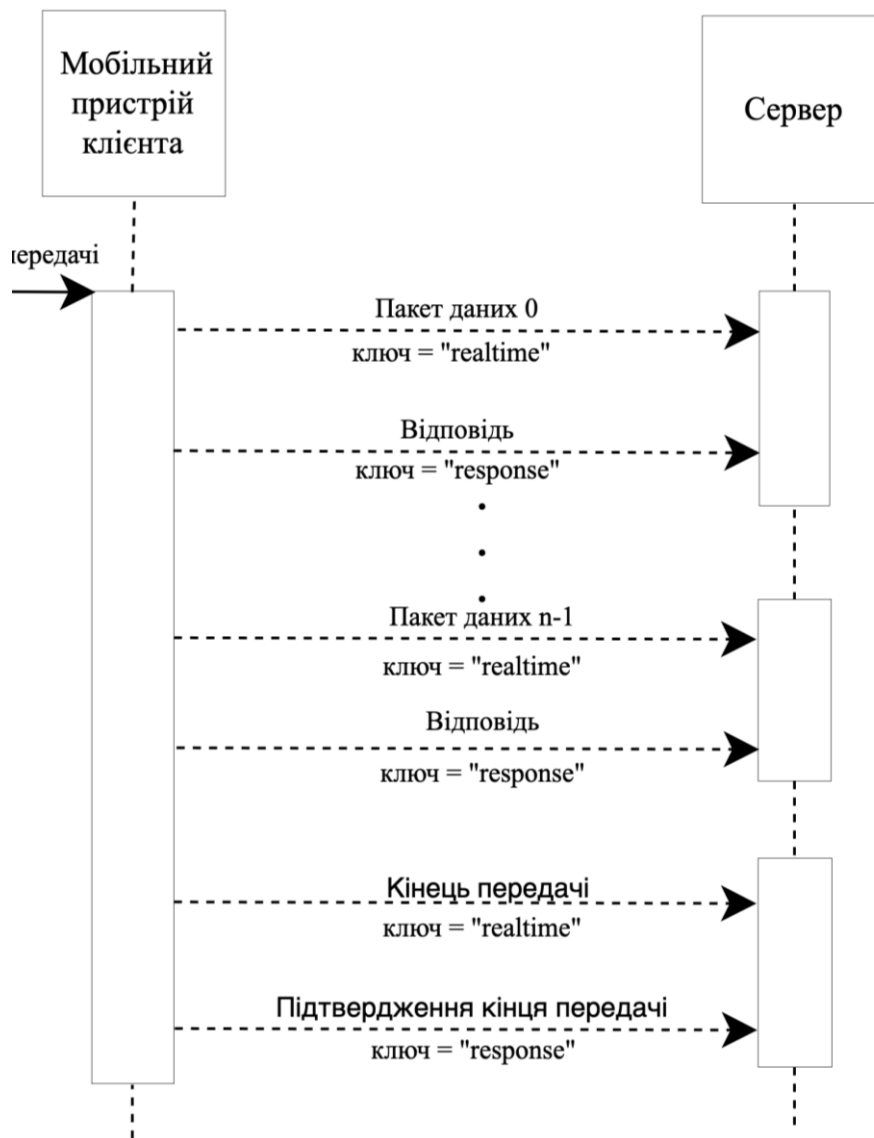 Мобільний
пристрій
клієнта
Сервер
передачі
Пакет даних 0
ключ = "realtime"
Відповідь
ключ = "response"
Пакет даних n-1
ключ = "realtime"
Відповідь
ключ = "response"
Кінець передачі
ключ = "realtime"
Підтвердження кінця передачі
ключ = "response"